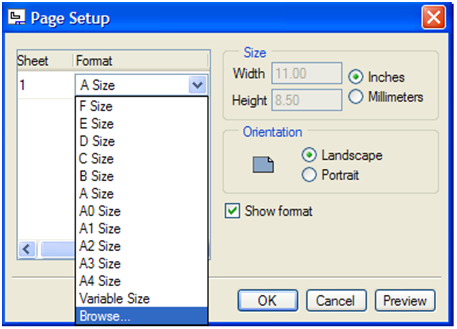 Page Setup
Sheet Format
1 A Size
F Size
E Size
D Size
C Size
B Size
A Size
A0 Size
A1 Size
A2 Size
A3 Size
A4 Size
Variable Size
Browse...
Size
Width 11.00 Inches
Height 8.50 Millimeters
Orientation
Landscape
Portrait
Show format
OK Cancel Preview